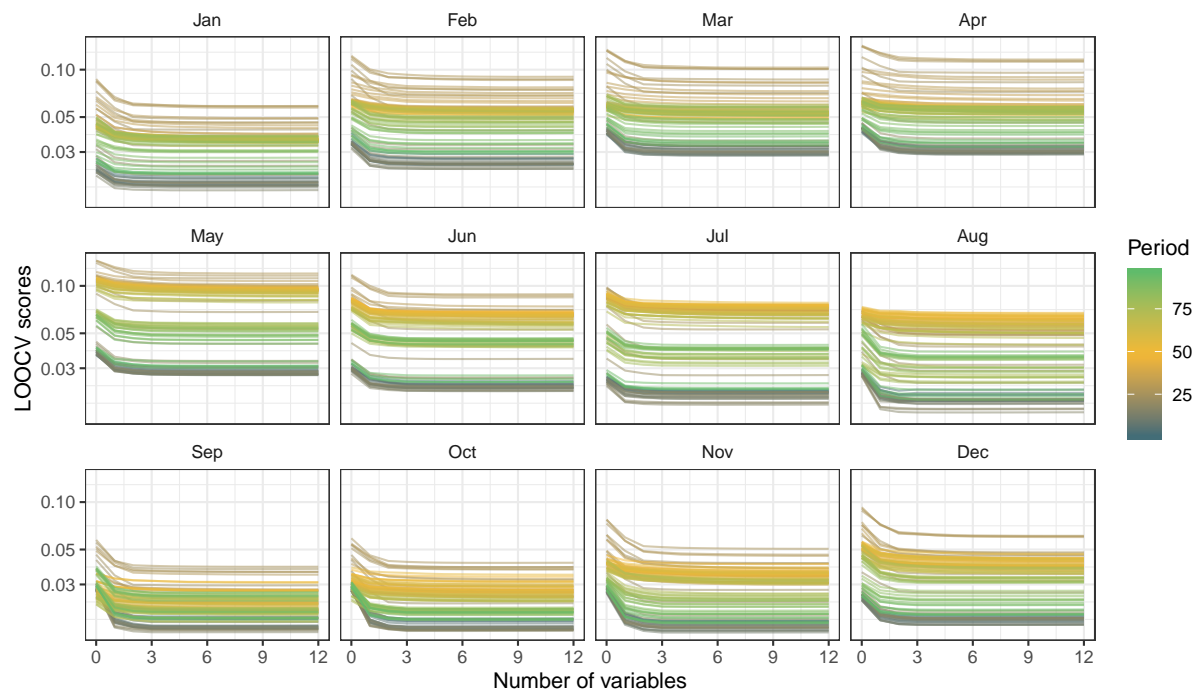 Jan Feb Mar Apr
0.10
0.05
0.03
May Jun Jul Aug
0.10
0.05
0.03
Sep Oct Nov Dec
0.10
0.05
0.03
0 3 6 9 12 0 3 6 9 12 0 3 6 9 12 0 3 6 9 12
Number of variables
LOOCV scores
Period
75
50
25